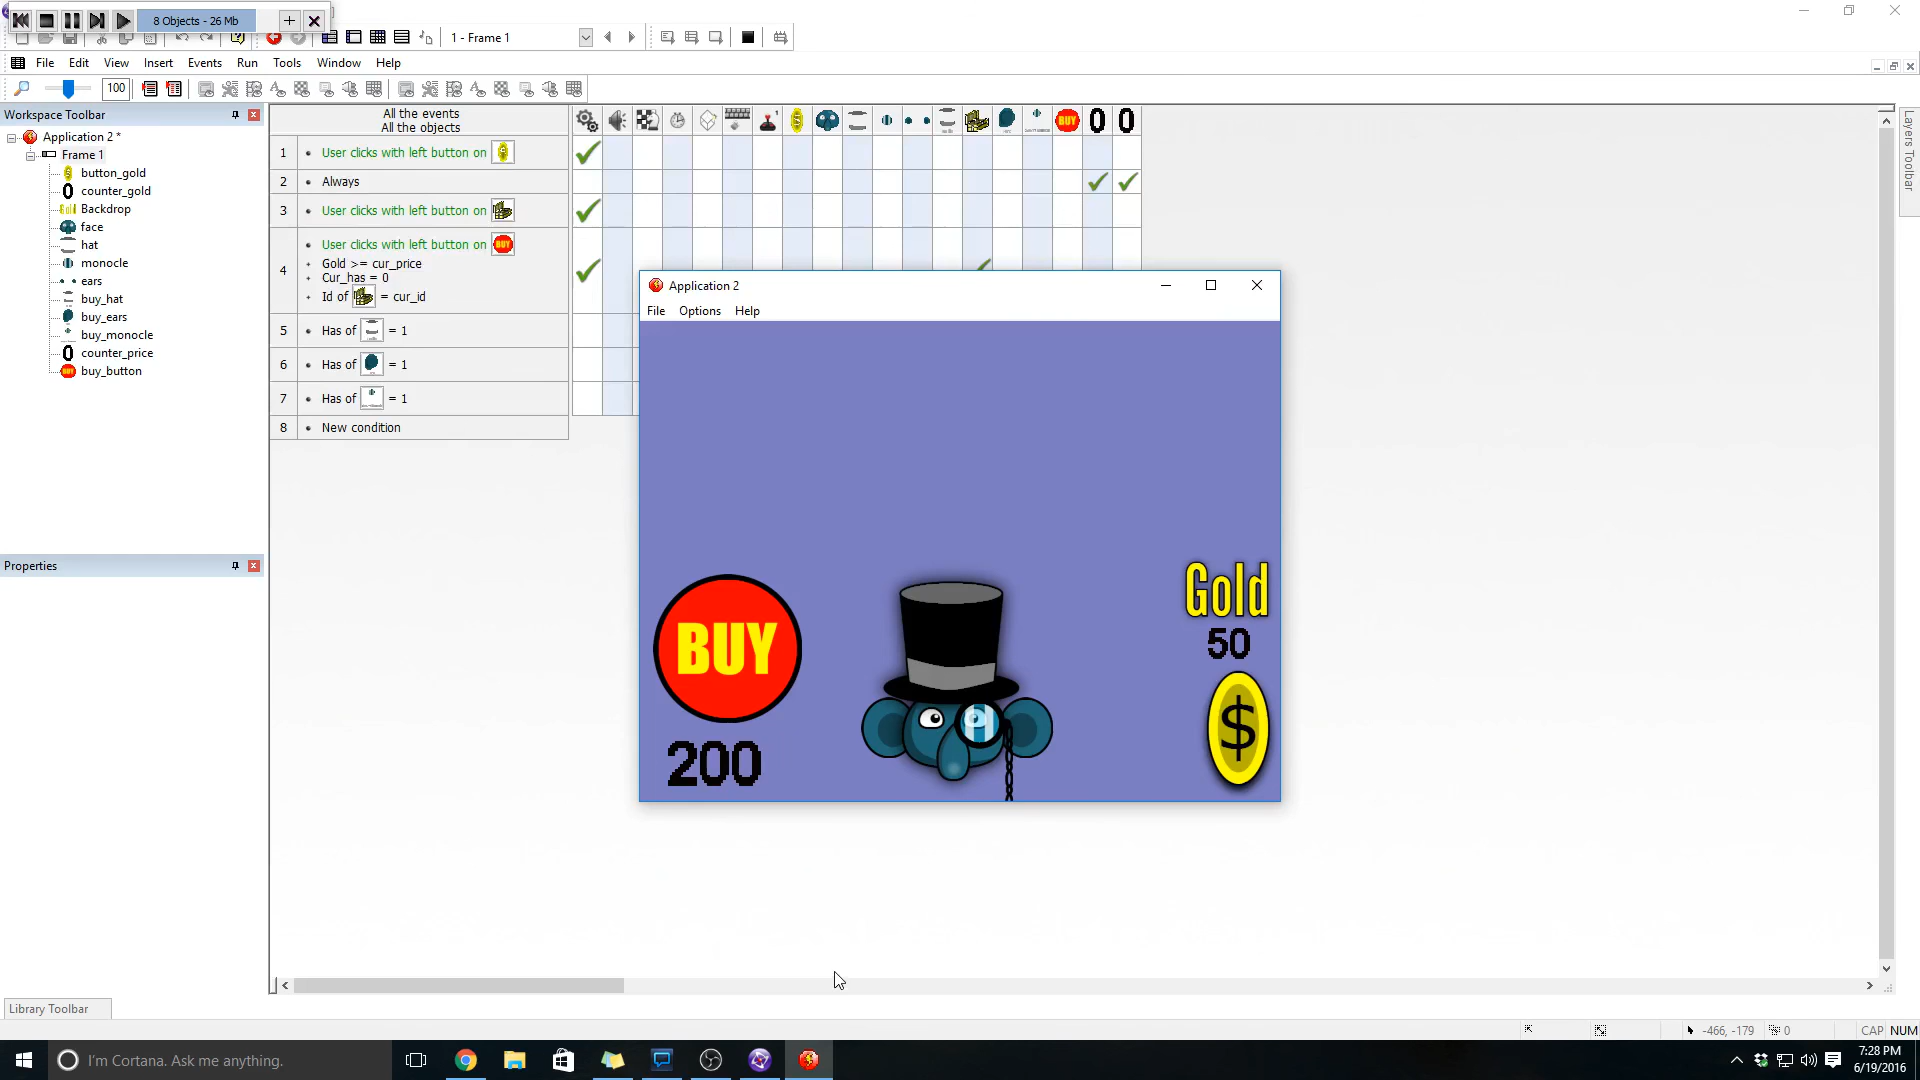 8 Objects - 26 Mb
1 - Frame 1
File Edit View Insert Events Run Tools Window Help
100
Workspace Toolbar
Application 2 *
Frame 1
button_gold
counter_gold
Backdrop
face
hat
monocle
ears
buy_hat
buy_ears
buy_monocle
counter_price
buy_button
Properties
Library Toolbar
All the events
All the objects
BUY 0 0
1 User clicks with left button on
2 Always
3 User clicks with left button on
4 User clicks with left button on BUY
Gold >= cur_price
Cur_has = 0
Id of = cur_id
5 Has of = 1
6 Has of = 1
7 Has of = 1
8 New condition
Application 2
File Options Help
BUY
200
Gold
50
$
Layers Toolbar
-466, -179
0
CAP NUM
I'm Cortana. Ask me anything.
7:28 PM
6/19/2016